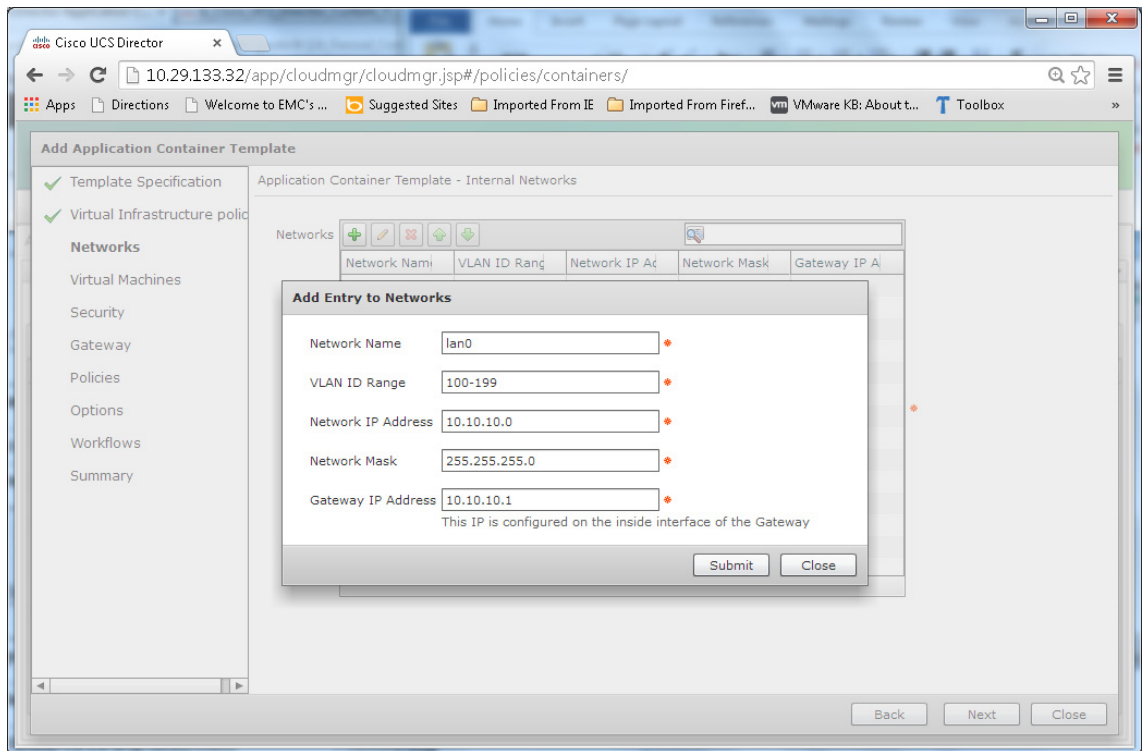 Cisco UCS Director
10.29.133.32/app/cloudmgr/cloudmgr.jsp#/policies/containers/
Apps Directions Welcome to EMC's ... Suggested Sites Imported From IE Imported From Firef... VMware KB: About t... Toolbox »
Add Application Container Template
Template Specification
Virtual Infrastructure polic
Networks
Virtual Machines
Security
Gateway
Policies
Options
Workflows
Summary
Application Container Template - Internal Networks
Networks
Network Nam VLAN ID Rang Network IP Ad Network Mask Gateway IP A
Add Entry to Networks
Network Name lan0
VLAN ID Range 100-199
Network IP Address 10.10.10.0
Network Mask 255.255.255.0
Gateway IP Address 10.10.10.1
This IP is configured on the inside interface of the Gateway
Submit Close
Back Next Close